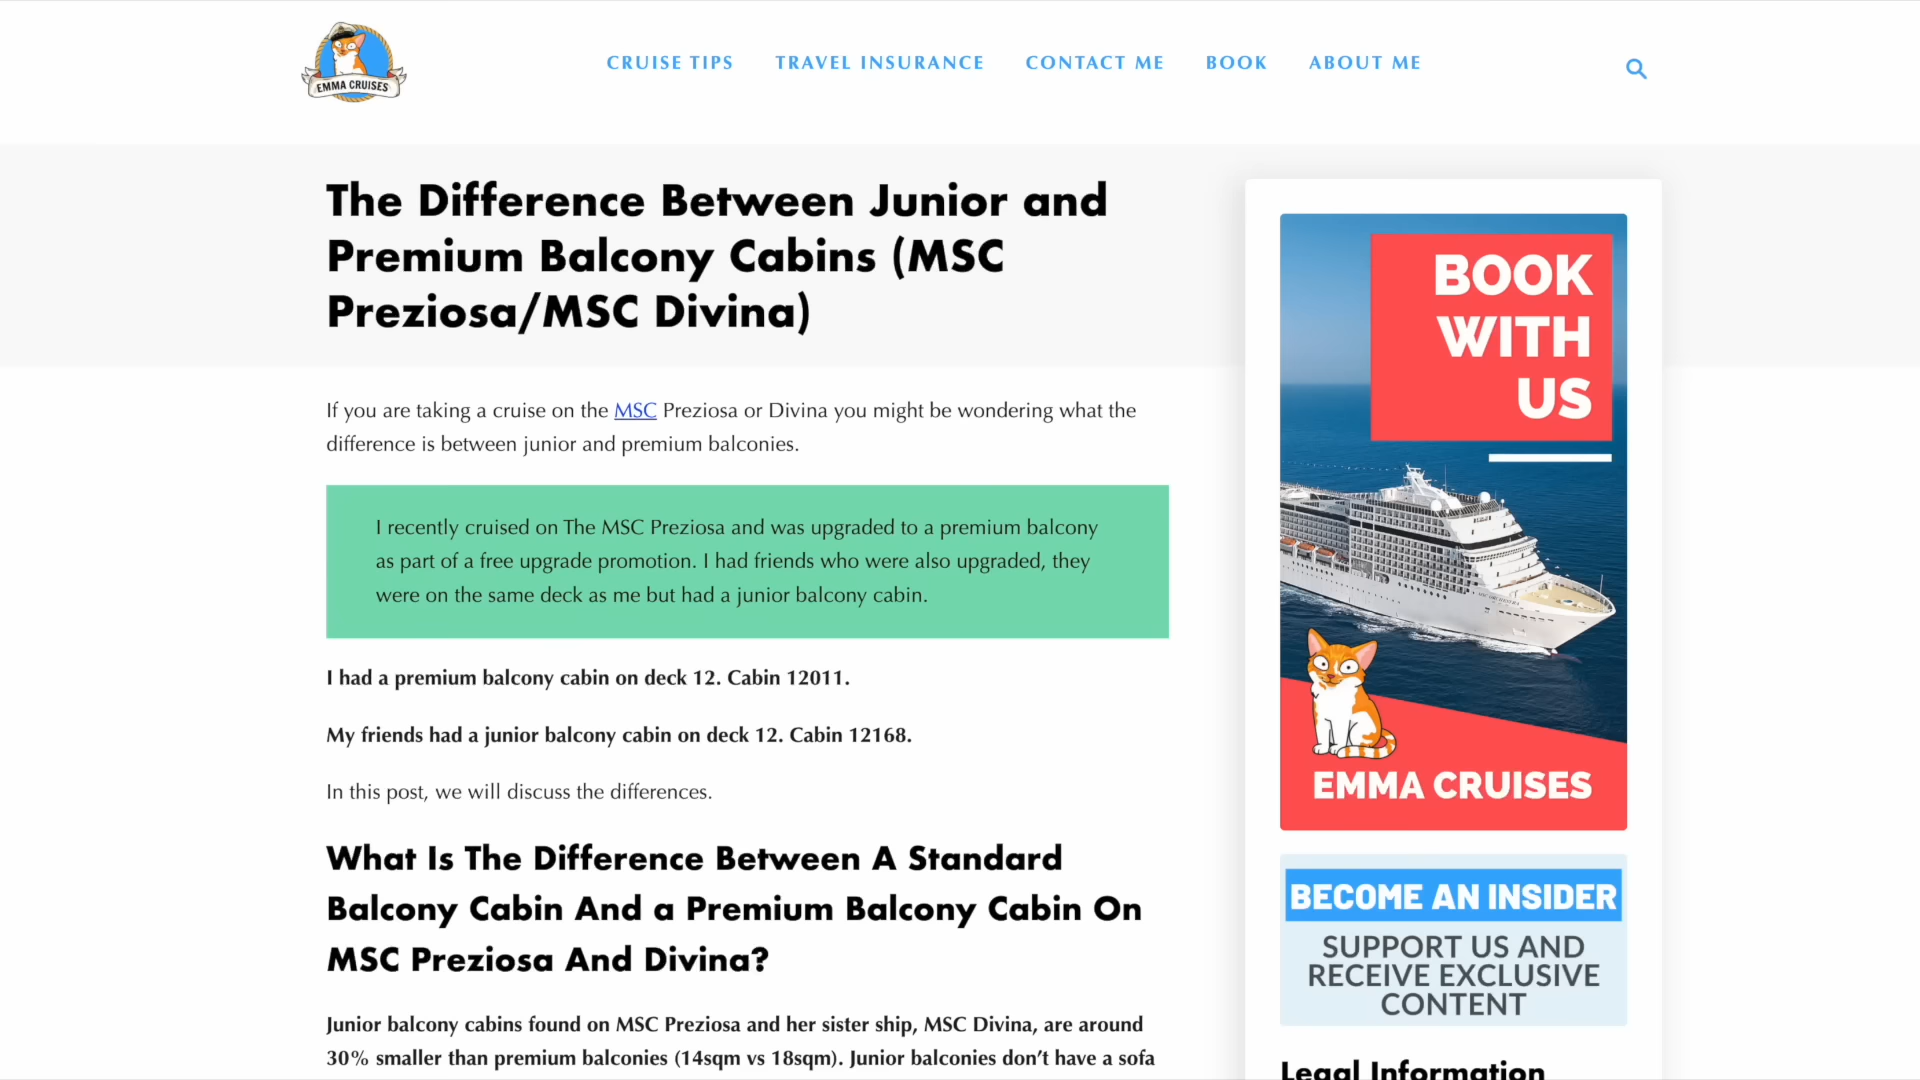 EMMA CRUISES
CRUISE TIPS
TRAVEL INSURANCE
CONTACT ME
BOOK
ABOUT ME
The Difference Between Junior and
Premium Balcony Cabins (MSC
Preziosa/MSC Divina)
If you are taking a cruise on the MSC Preziosa or Divina you might be wondering what the
difference is between junior and premium balconies.
I recently cruised on The MSC Preziosa and was upgraded to a premium balcony
as part of a free upgrade promotion. I had friends who were also upgraded, they
were on the same deck as me but had a junior balcony cabin.
I had a premium balcony cabin on deck 12. Cabin 12011.
My friends had a junior balcony cabin on deck 12. Cabin 12168.
In this post, we will discuss the differences.
What Is The Difference Between A Standard
Balcony Cabin And a Premium Balcony Cabin On
MSC Preziosa And Divina?
Junior balcony cabins found on MSC Preziosa and her sister ship, MSC Divina, are around
30% smaller than premium balconies (14sqm vs 18sqm). Junior balconies don’t have a sofa
BOOK
WITH
US
EMMA CRUISES
BECOME AN INSIDER
SUPPORT US AND
RECEIVE EXCLUSIVE
CONTENT
Legal Information